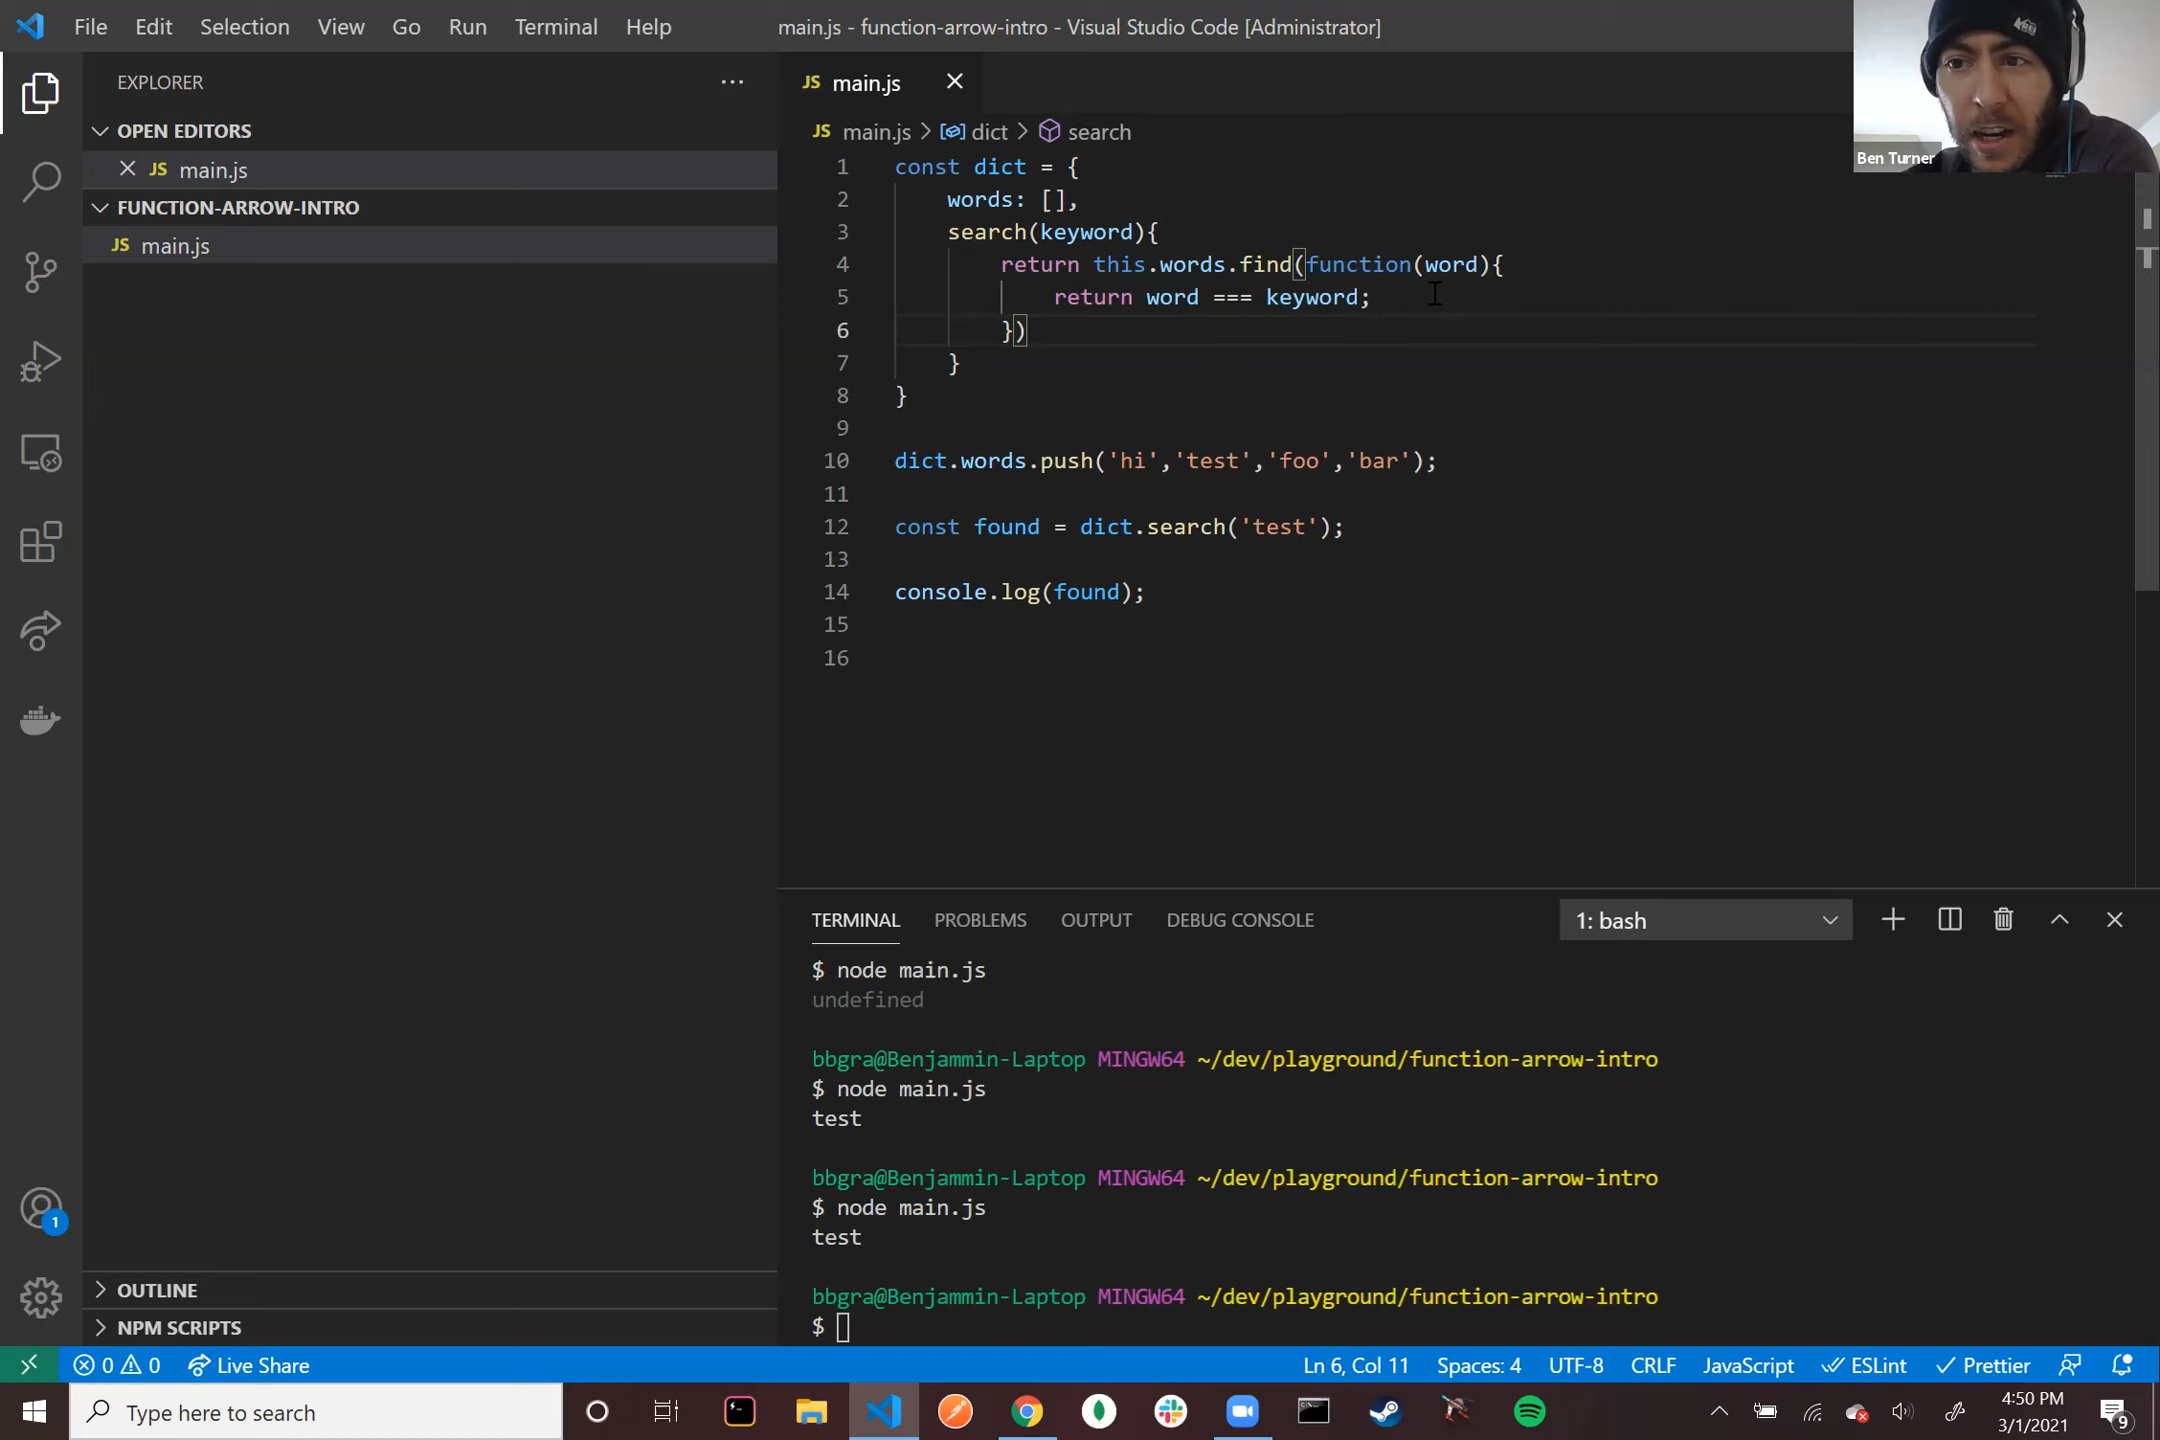 File Edit Selection View Go Run Terminal Help
main.js - function-arrow-intro - Visual Studio Code [Administrator]
Ben Turner
EXPLORER
OPEN EDITORS
JS main.js
FUNCTION-ARROW-INTRO
JS main.js
OUTLINE
NPM SCRIPTS
JS main.js
JS main.js > dict > search
1 const dict = {
2 words: [],
3 search(keyword){
4 return this.words.find(function(word){
5 return word === keyword;
6 })
7 }
8 }
9
10 dict.words.push('hi','test','foo','bar');
11
12 const found = dict.search('test');
13
14 console.log(found);
15
16
TERMINAL PROBLEMS OUTPUT DEBUG CONSOLE 1: bash
$ node main.js
undefined
bbgra@Benjammin-Laptop MINGW64 ~/dev/playground/function-arrow-intro
$ node main.js
test
bbgra@Benjammin-Laptop MINGW64 ~/dev/playground/function-arrow-intro
$ node main.js
test
bbgra@Benjammin-Laptop MINGW64 ~/dev/playground/function-arrow-intro
$
1
0 0 Live Share Ln 6, Col 11 Spaces: 4 UTF-8 CRLF JavaScript ESLint Prettier
Type here to search
4:50 PM
3/1/2021
9